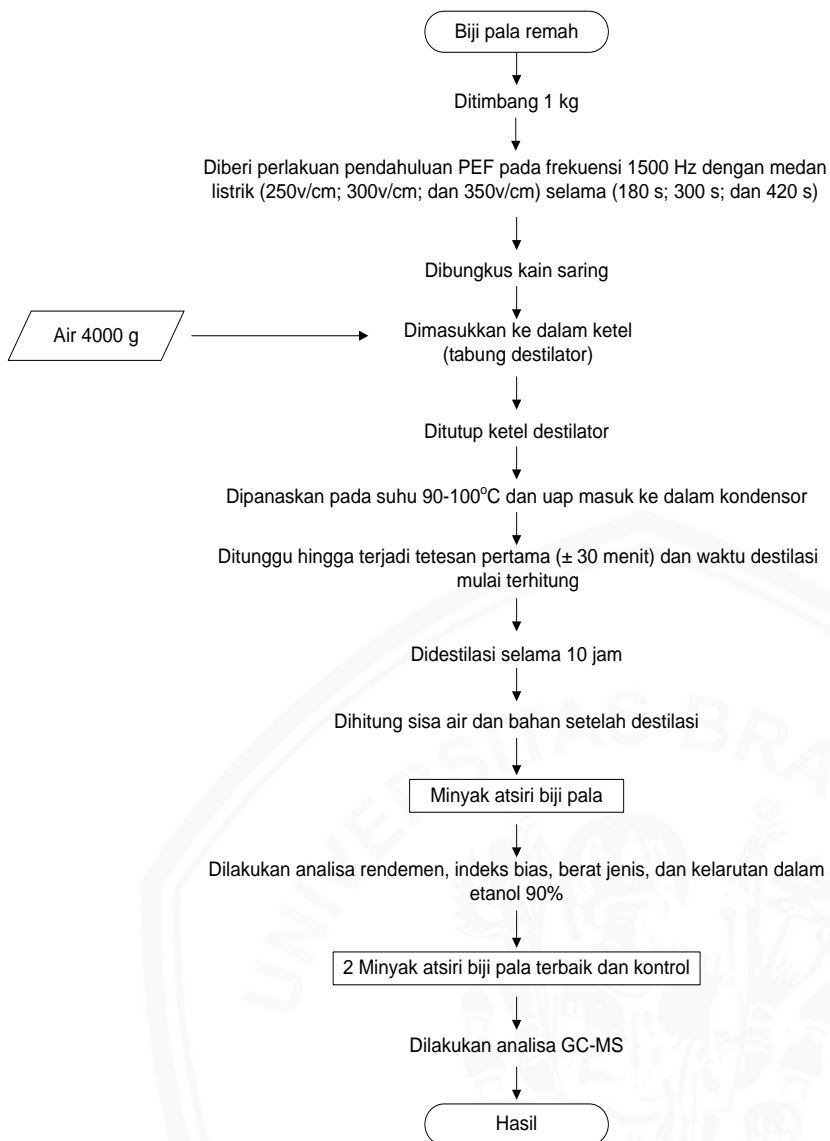 Biji pala remah
Ditimbang 1 kg
Diberi perlakuan pendahuluan PEF pada frekuensi 1500 Hz dengan medan
listrik (250v/cm; 300v/cm; dan 350v/cm) selama (180 s; 300 s; dan 420 s)
Dibungkus kain saring
Air 4000 g
Dimasukkan ke dalam ketel
(tabung destilator)
Ditutup ketel destilator
Dipanaskan pada suhu 90-100°C dan uap masuk ke dalam kondensor
Ditunggu hingga terjadi tetesan pertama (± 30 menit) dan waktu destilasi
mulai terhitung
Didestilasi selama 10 jam
Dihitung sisa air dan bahan setelah destilasi
Minyak atsiri biji pala
Dilakukan analisa rendemen, indeks bias, berat jenis, dan kelarutan dalam
etanol 90%
2 Minyak atsiri biji pala terbaik dan kontrol
Dilakukan analisa GC-MS
Hasil
UNIVERSITAS BRA